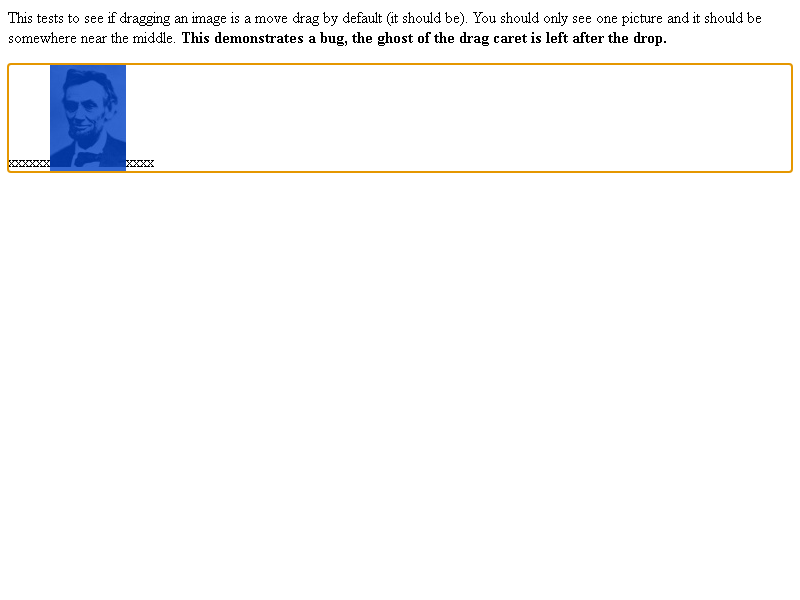 This tests to see if dragging an image is a move drag by default (it should be). You should only see one picture and it should be
somewhere near the middle. This demonstrates a bug, the ghost of the drag caret is left after the drop.
xxxxxx xxxx